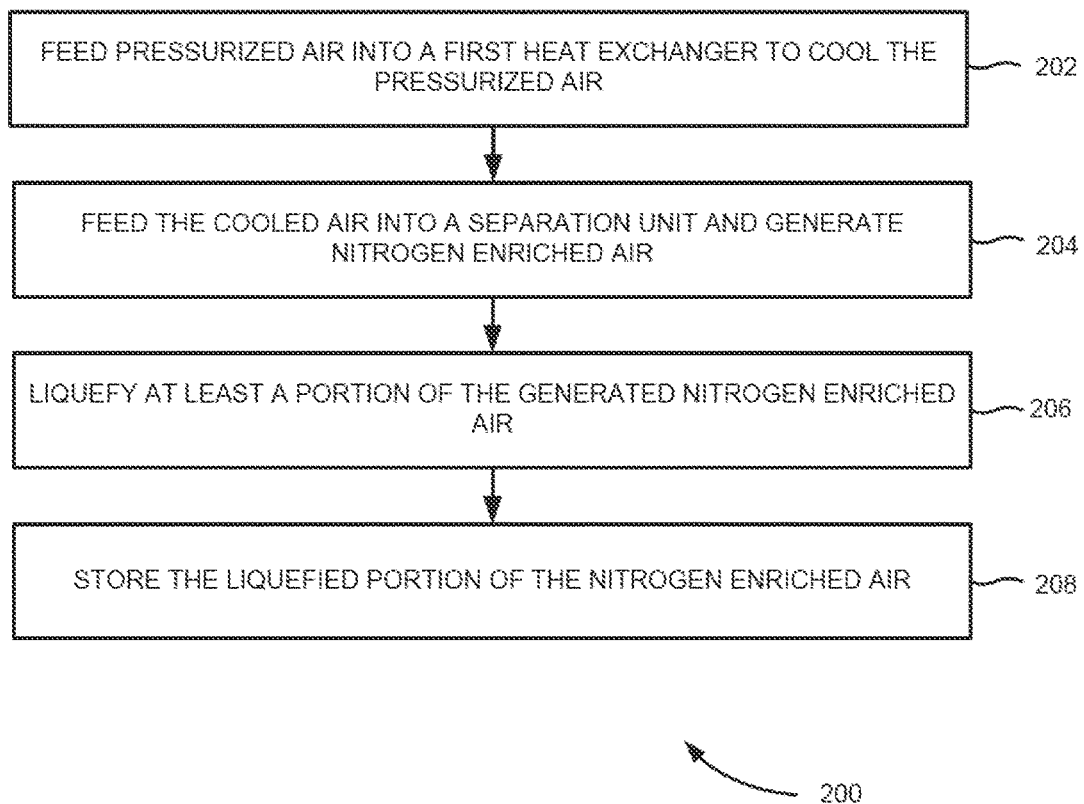 FEED PRESSURIZED AIR INTO A FIRST HEAT EXCHANGER TO COOL THE
PRESSURIZED AIR
202
FEED THE COOLED AIR INTO A SEPARATION UNIT AND GENERATE
NITROGEN ENRICHED AIR
204
LIQUEFY AT LEAST A PORTION OF THE GENERATED NITROGEN ENRICHED
AIR
206
STORE THE LIQUEFIED PORTION OF THE NITROGEN ENRICHED AIR
208
200